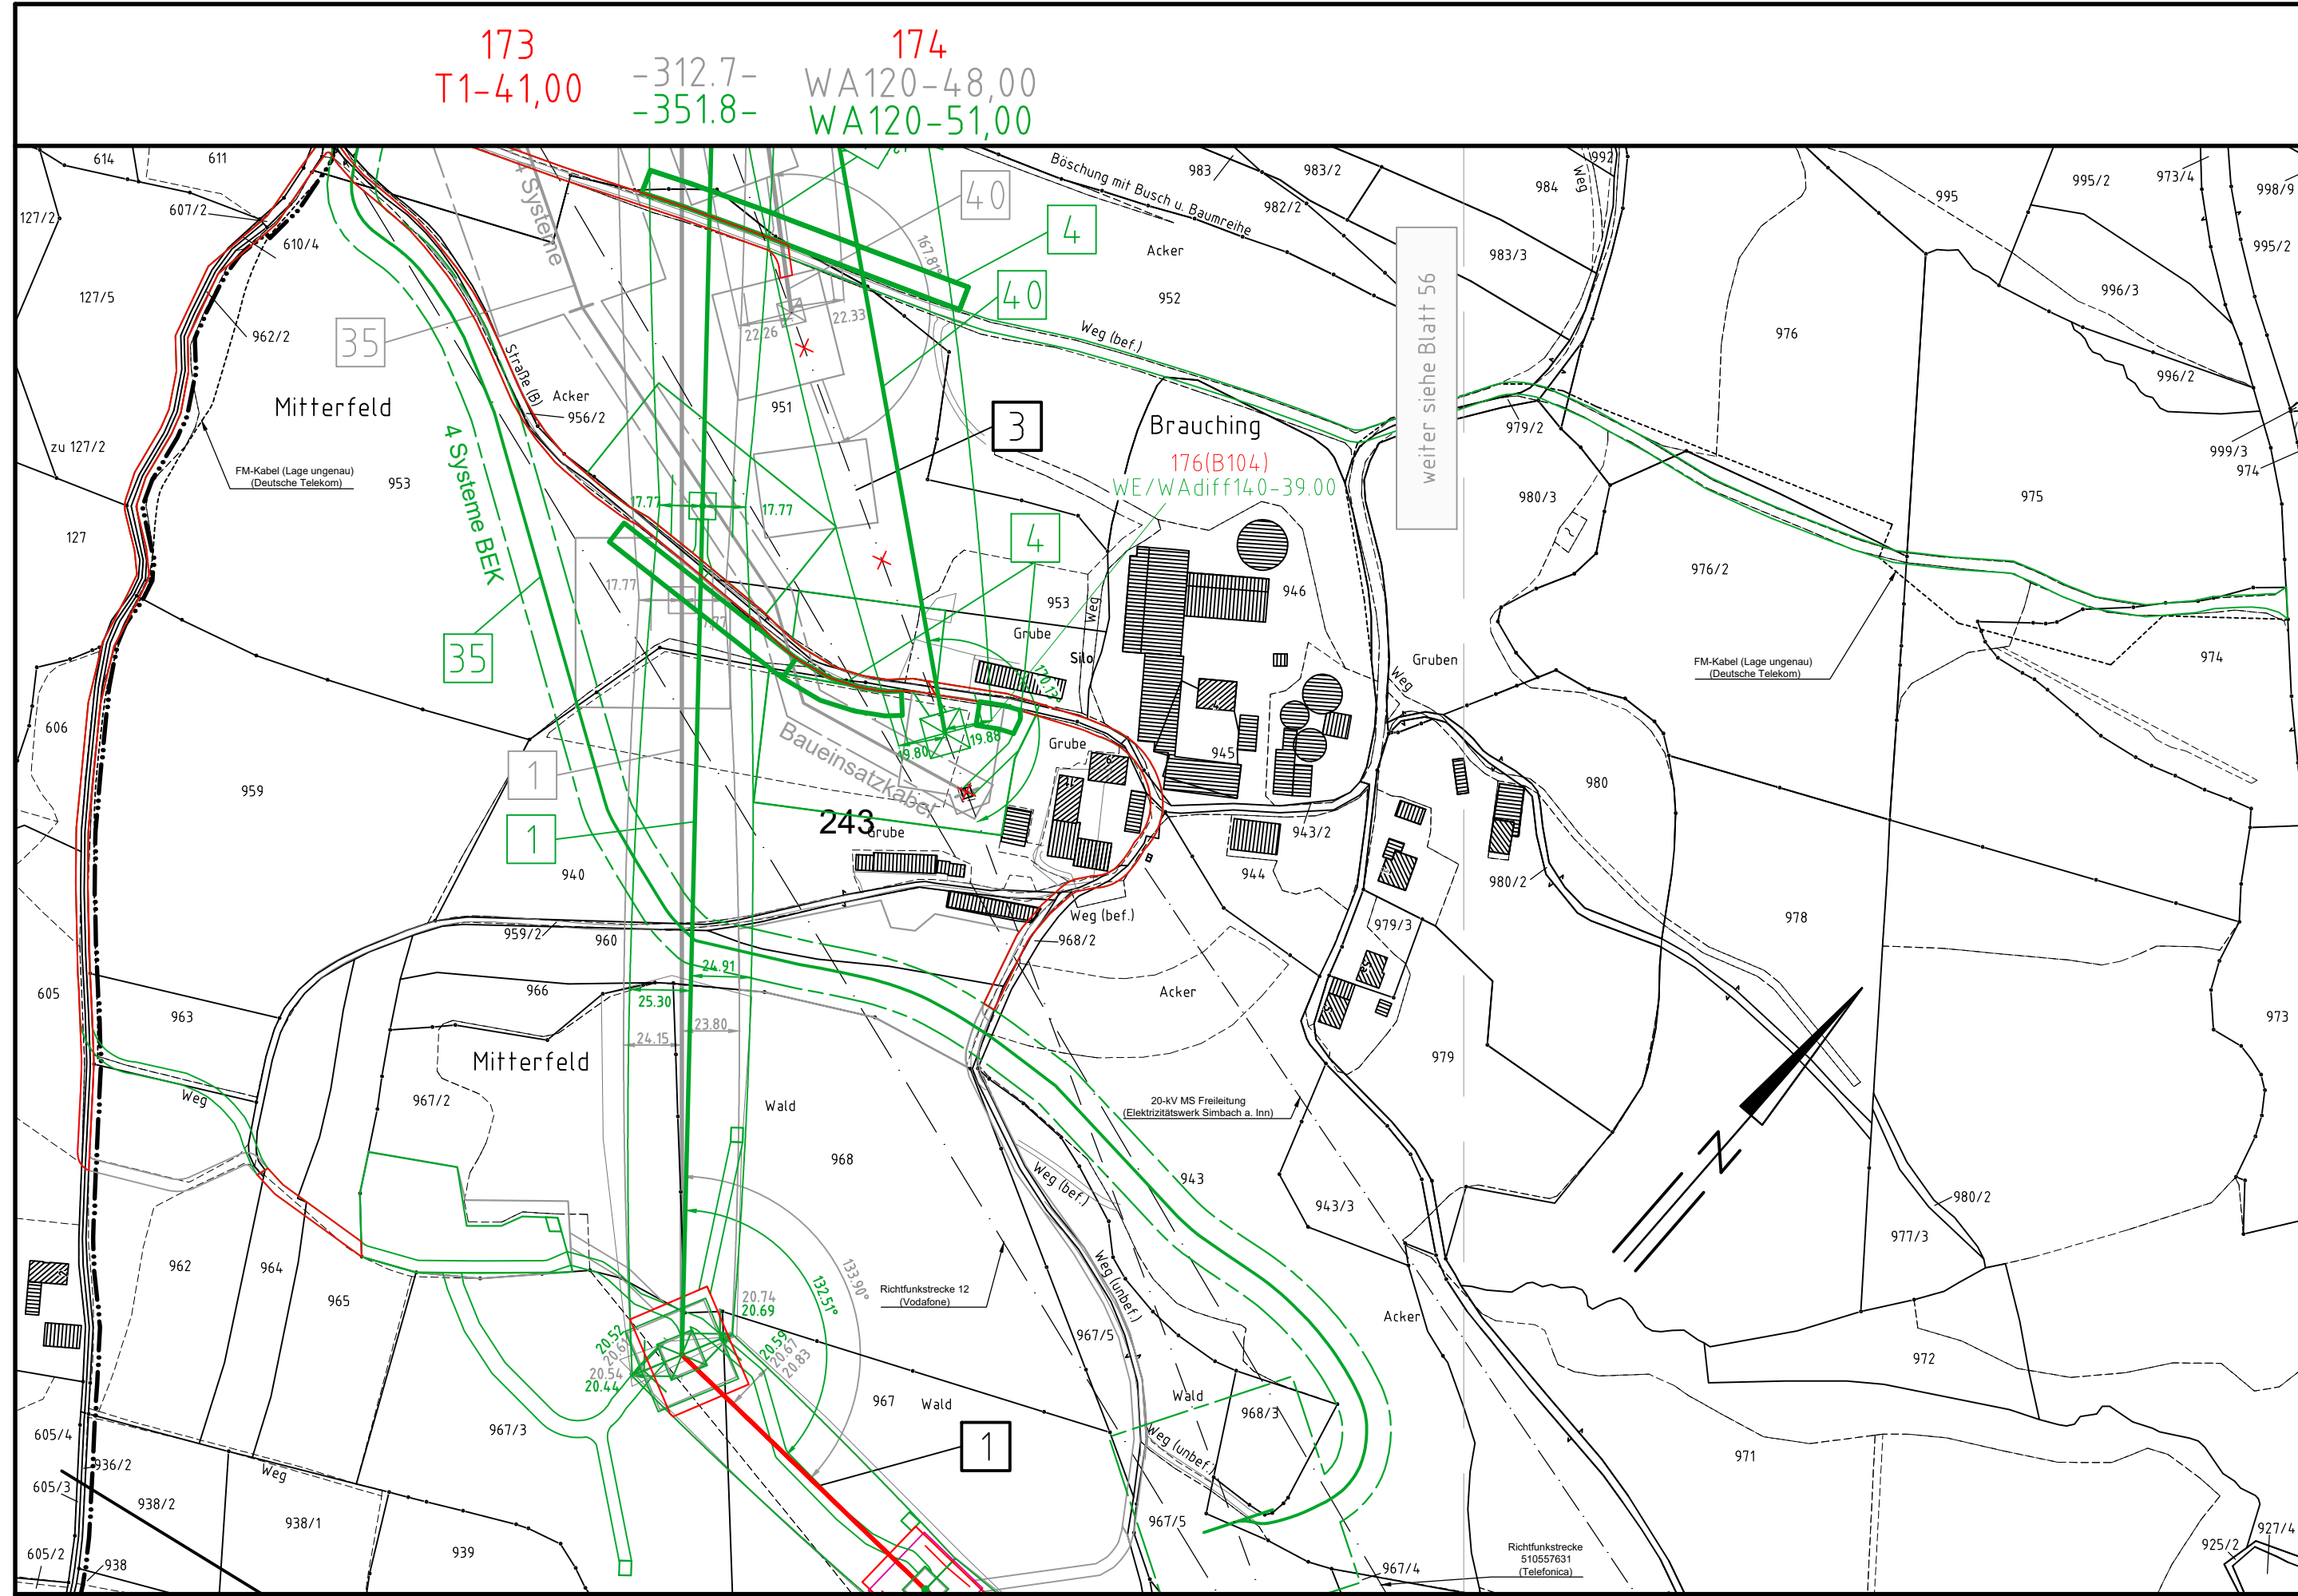 173
T1-41,00
-312.7-
-351.8-
174
WA120-48,00
WA120-51,00
614
611
607/2
610/4
127/2
127/5
962/2
Mitterfeld
zu 127/2
FM-Kabel (Lage ungenau)
(Deutsche Telekom)
953
127
4 Systeme
35
Straße (B)
Acker
956/2
4 Systeme BEK
35
40
4
40
167.81°
22.26
22.33
951
3
Böschung mit Busch u. Baumreihe
Acker
952
Weg (bef.)
983
983/2
982/2
984
992
Weg
983/3
weiter siehe Blatt 56
Brauching
176(B104)
WE/WAdiff140-39.00
4
17.77
17.77
17.77
979/2
980/3
976
995
995/2
973/4
998/9
995/2
996/3
996/2
999/3
974
975
976/2
FM-Kabel (Lage ungenau)
(Deutsche Telekom)
974
946
953
Weg
Grube
Silo
170.13°
Gruben
Weg
19.80
19.88
Grube
945
Baueinsatzkabel
243
Grube
1
1
606
959
940
943/2
944
980
980/2
978
979/3
959/2
960
Weg (bef.)
968/2
24.91
25.30
966
23.80
24.15
Acker
605
963
Mitterfeld
979
973
Weg
967/2
Wald
968
20-kV MS Freileitung
(Elektrizitätswerk Simbach a. Inn)
943
Weg (bef.)
943/3
N
980/2
977/3
962
964
965
Weg (unbef.)
133.90°
132.51°
Richtfunkstrecke 12
(Vodafone)
20.74
20.69
20.52
20.54
20.44
20.59
20.67
20.83
967/5
Acker
972
967
Wald
Wald
968/3
Weg (unbef.)
971
1
605/4
936/2
605/3
938/2
Weg
967/3
938/1
939
605/2
938
967/5
967/4
Richtfunkstrecke
510557631
(Telefonica)
925/2
927/4